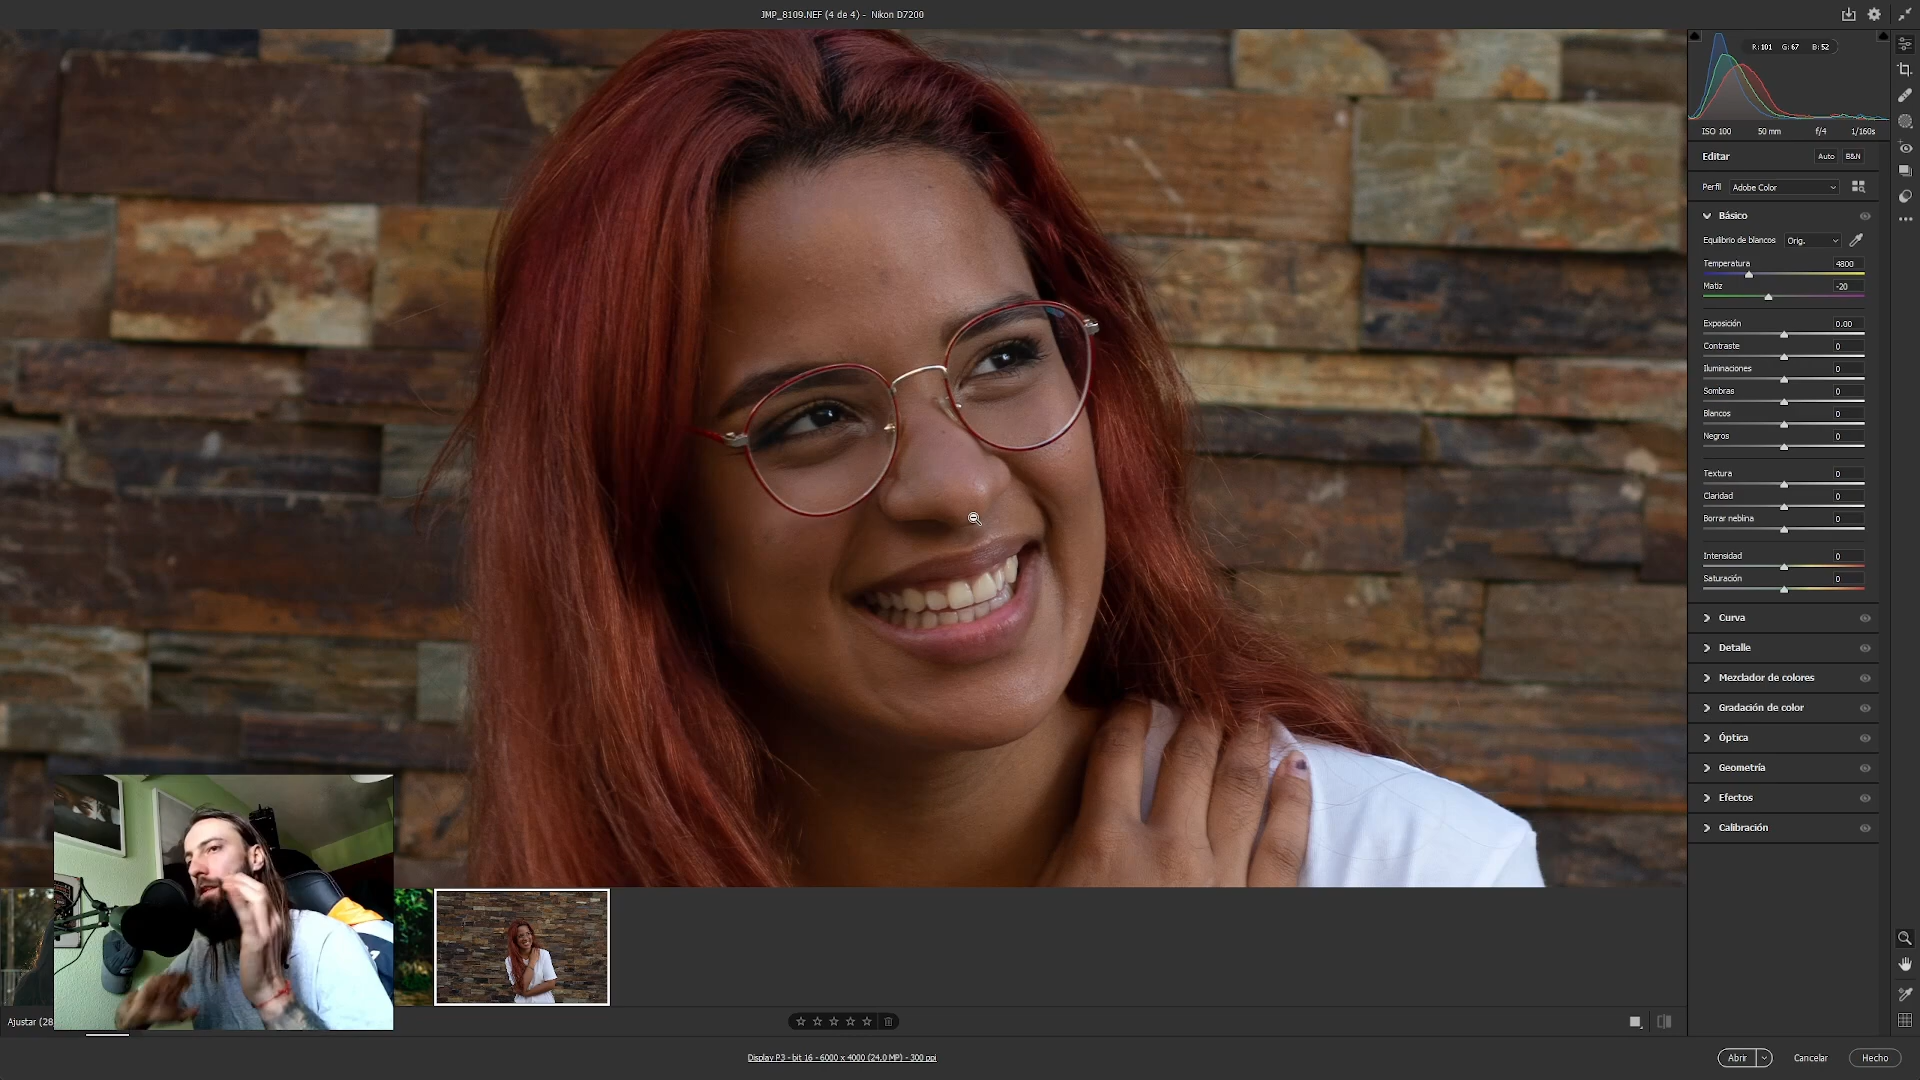 JMP_8109.NEF (4 de 4) - Nikon D7200
R: 101 G: 67 B: 52
ISO 100 50 mm f/4 1/160s
Editar Auto B&N
Perfil Adobe Color
Básico
Equilibrio de blancos Orig.
Temperatura 4800
Matiz -20
Exposición 0.00
Contraste 0
Iluminaciones 0
Sombras 0
Blancos 0
Negros 0
Textura 0
Claridad 0
Borrar neblina 0
Intensidad 0
Saturación 0
Curva
Detalle
Mezclador de colores
Gradación de color
Óptica
Geometría
Efectos
Calibración
Ajustar (28
Display P3 - bit 16 - 6000 x 4000 (24.0 MP) - 300 ppi
Abrir Cancelar Hecho